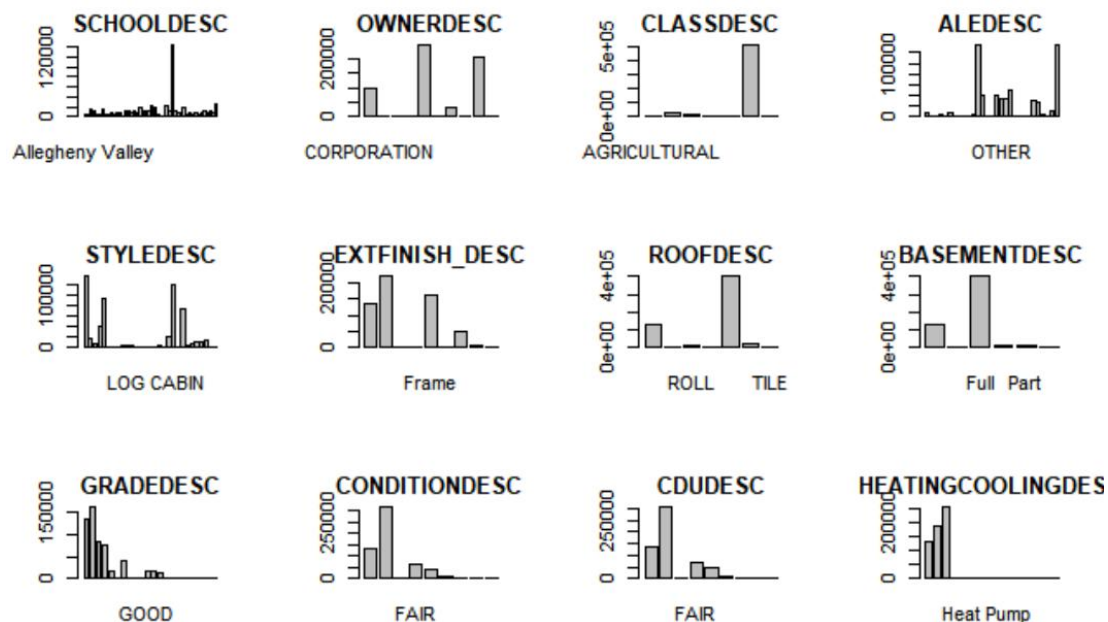 SCHOOLDESC
120000
0
Allegheny Valley
OWNERDESC
200000
0
CORPORATION
CLASSDESC
5e+05
0e+00
AGRICULTURAL
ALEDESC
100000
0
OTHER
STYLEDESC
100000
0
LOG CABIN
EXTFINISH_DESC
200000
0
Frame
ROOFDESC
4e+05
0e+00
ROLL TILE
BASEMENTDESC
4e+05
0e+00
Full Part
GRADEDESC
150000
0
GOOD
CONDITIONDESC
250000
0
FAIR
CDUDESC
250000
0
FAIR
HEATINGCOOLINGDES
200000
0
Heat Pump